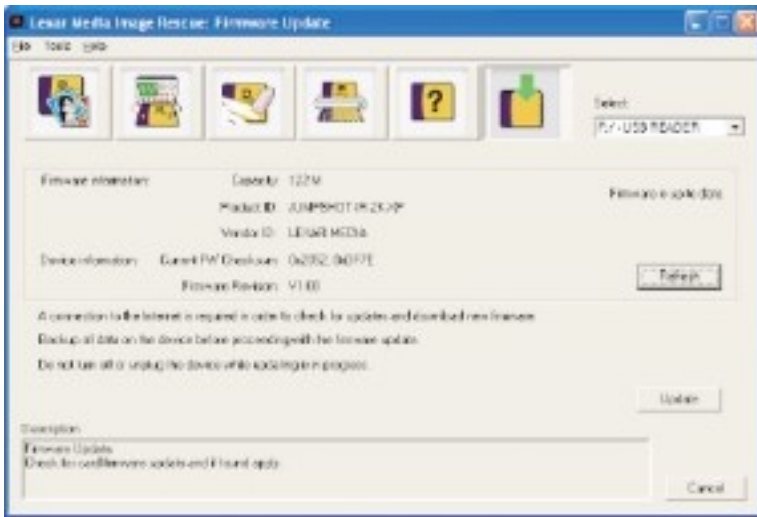 Lexar Media Image Rescue: Firmware Update
File Tools Help
Select:
USB READER
Firmware information:
Capacity: 122M
Firmware is up to date
Product ID:
Vendor ID: LEXAR MEDIA
Device information:
Current FW Checksum:
Firmware Revision: V1.00
Refresh
A connection to the Internet is required in order to check for updates and download new firmware.
Backup all data on the device before proceeding with the firmware update.
Do not turn off or unplug the device while updating is in progress.
Update
Description
Firmware Update
Check for card firmware update and if found apply.
Cancel